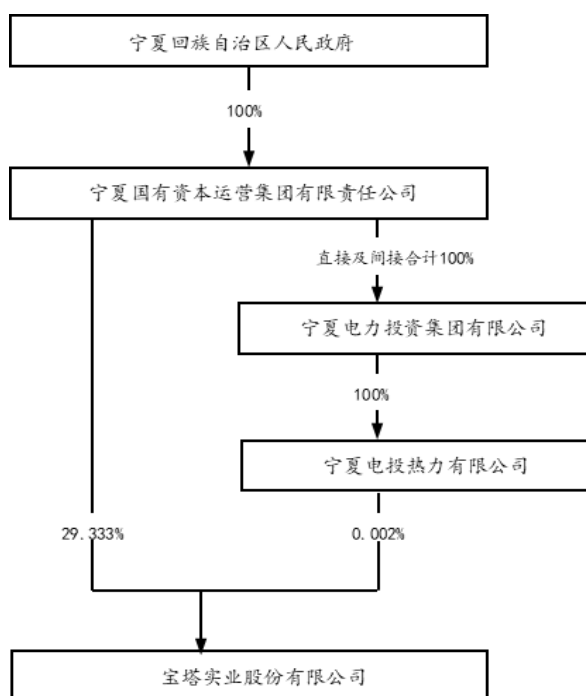 宁夏回族自治区人民政府
100%
宁夏国有资本运营集团有限责任公司
直接及间接合计100%
宁夏电力投资集团有限公司
100%
宁夏电投热力有限公司
29.333%
0.002%
宝塔实业股份有限公司